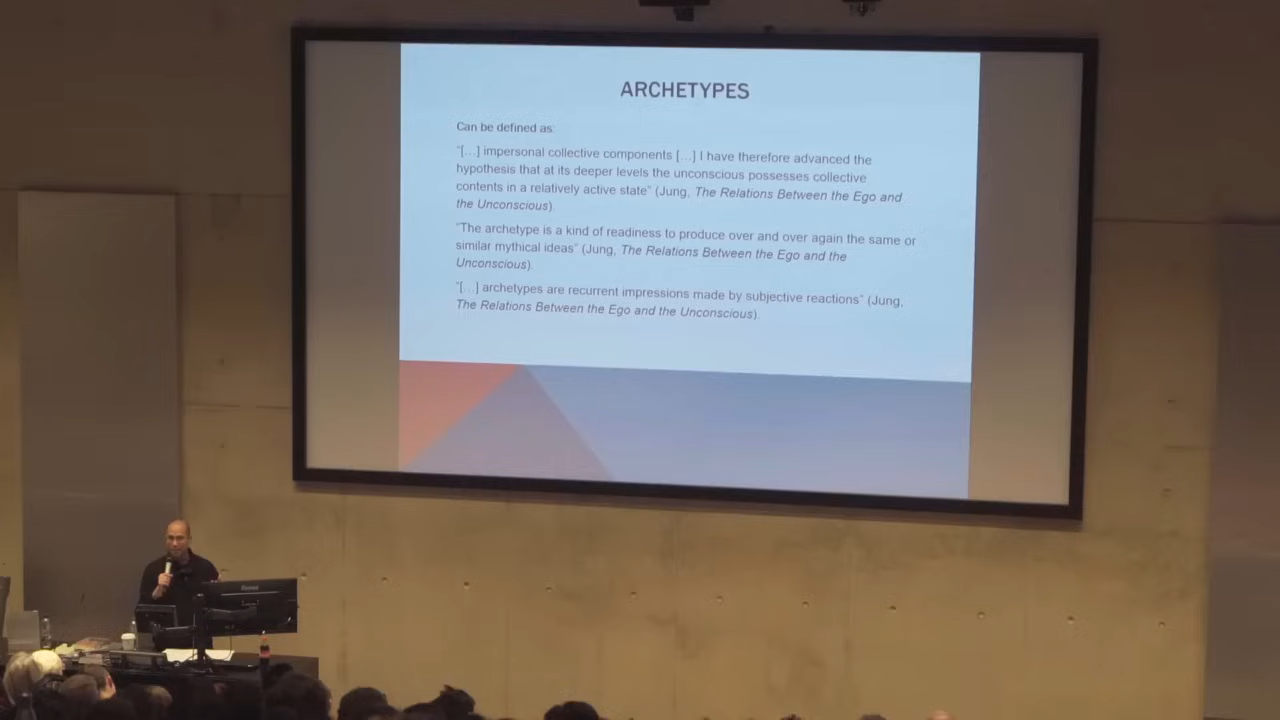 ARCHETYPES
Can be defined as:
"[...] impersonal collective components [...] I have therefore advanced the
hypothesis that at its deeper levels the unconscious possesses collective
contents in a relatively active state" (Jung, The Relations Between the Ego and
the Unconscious).
"The archetype is a kind of readiness to produce over and over again the same or
similar mythical ideas" (Jung, The Relations Between the Ego and the
Unconscious).
"[...] archetypes are recurrent impressions made by subjective reactions" (Jung,
The Relations Between the Ego and the Unconscious).